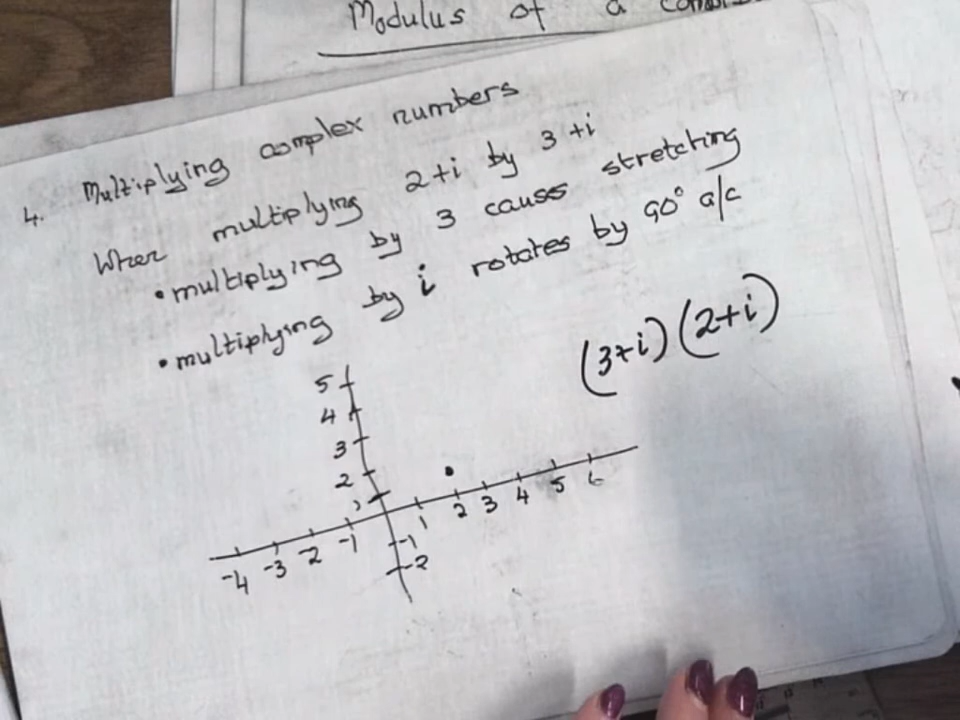 Modulus of a
4. Multiplying complex numbers
When multiplying 2+i by 3+i
• multiplying by 3 causs stretching
• multiplying by i rotates by 90° a/c
(3+i)(2+i)
5
4
3
2
1
-4 -3 -2 -1 1 2 3 4 5 6
-1
-2